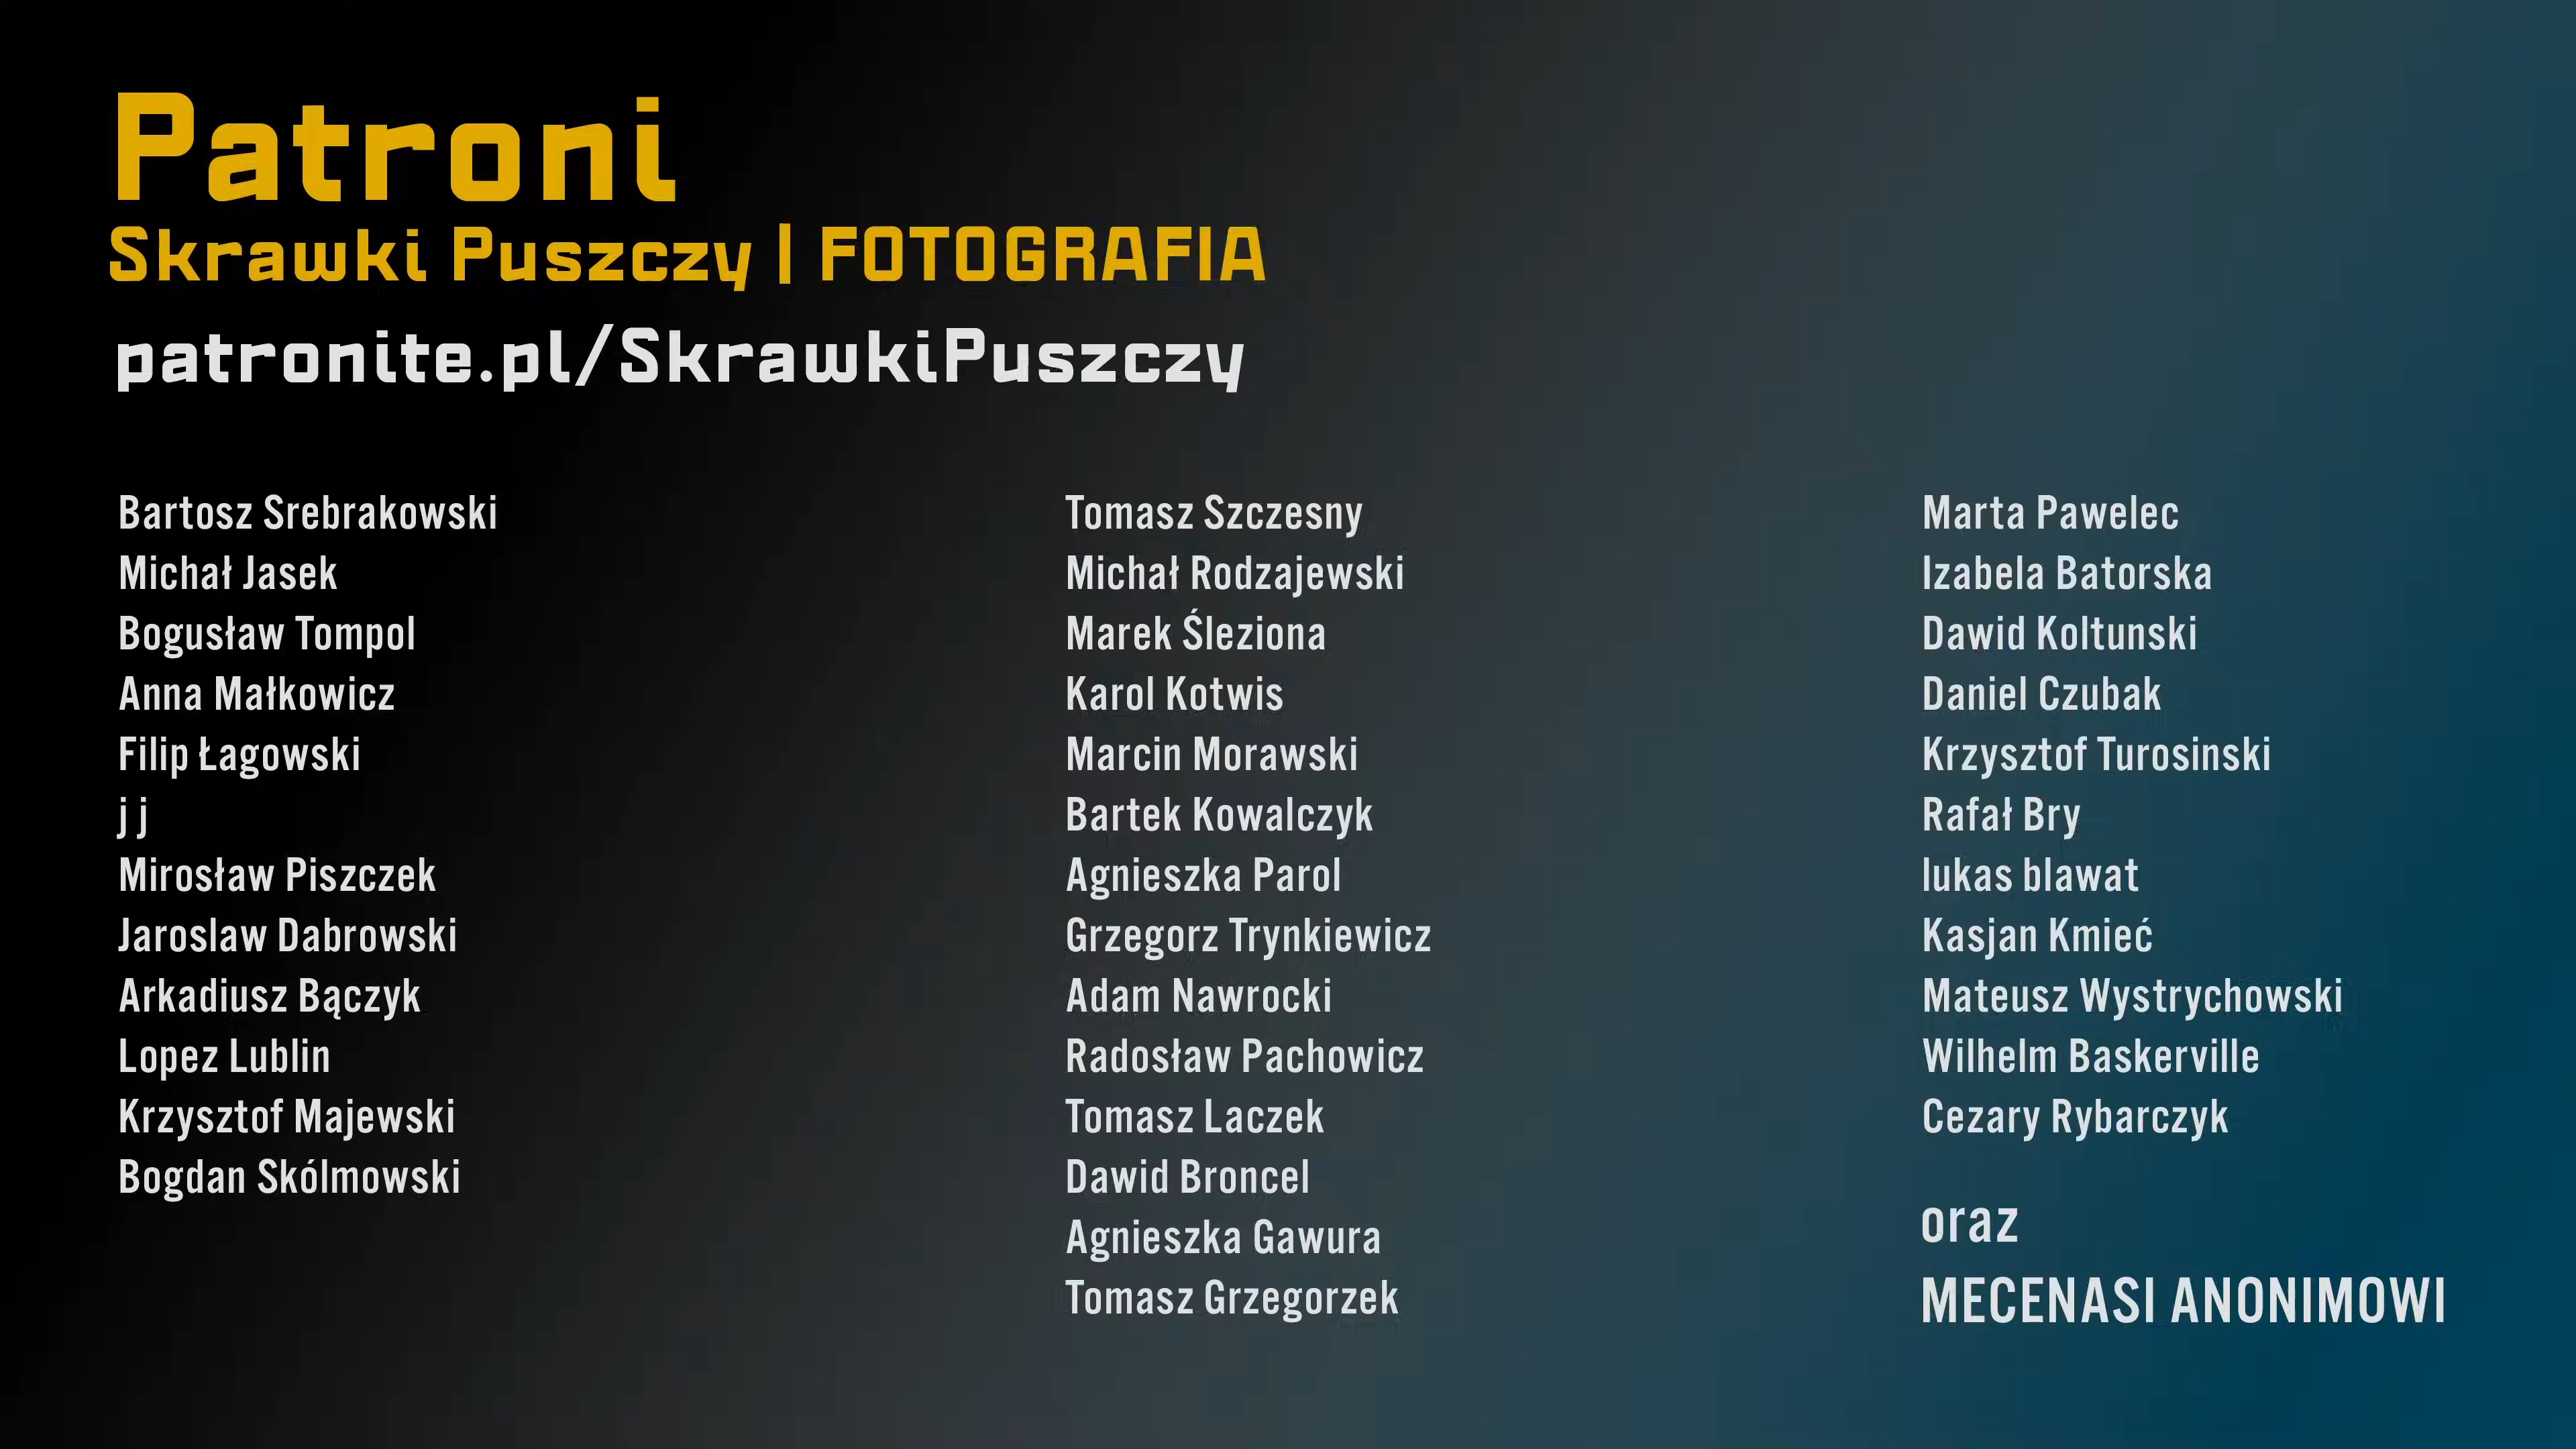 Patroni
Skrawki Puszczy | FOTOGRAFIA
patronite.pl/SkrawkiPuszczy
Bartosz Srebrakowski
Michał Jasek
Bogusław Tompol
Anna Małkowicz
Filip Łagowski
j j
Mirosław Piszczek
Jaroslaw Dabrowski
Arkadiusz Bączyk
Lopez Lublin
Krzysztof Majewski
Bogdan Skólmowski
Tomasz Szczesny
Michał Rodzajewski
Marek Śleziona
Karol Kotwis
Marcin Morawski
Bartek Kowalczyk
Agnieszka Parol
Grzegorz Trynkiewicz
Adam Nawrocki
Radosław Pachowicz
Tomasz Laczek
Dawid Broncel
Agnieszka Gawura
Tomasz Grzegorzek
Marta Pawelec
Izabela Batorska
Dawid Koltunski
Daniel Czubak
Krzysztof Turosinski
Rafał Bry
lukas blawat
Kasjan Kmieć
Mateusz Wystrychowski
Wilhelm Baskerville
Cezary Rybarczyk
oraz
MECENASI ANONIMOWI